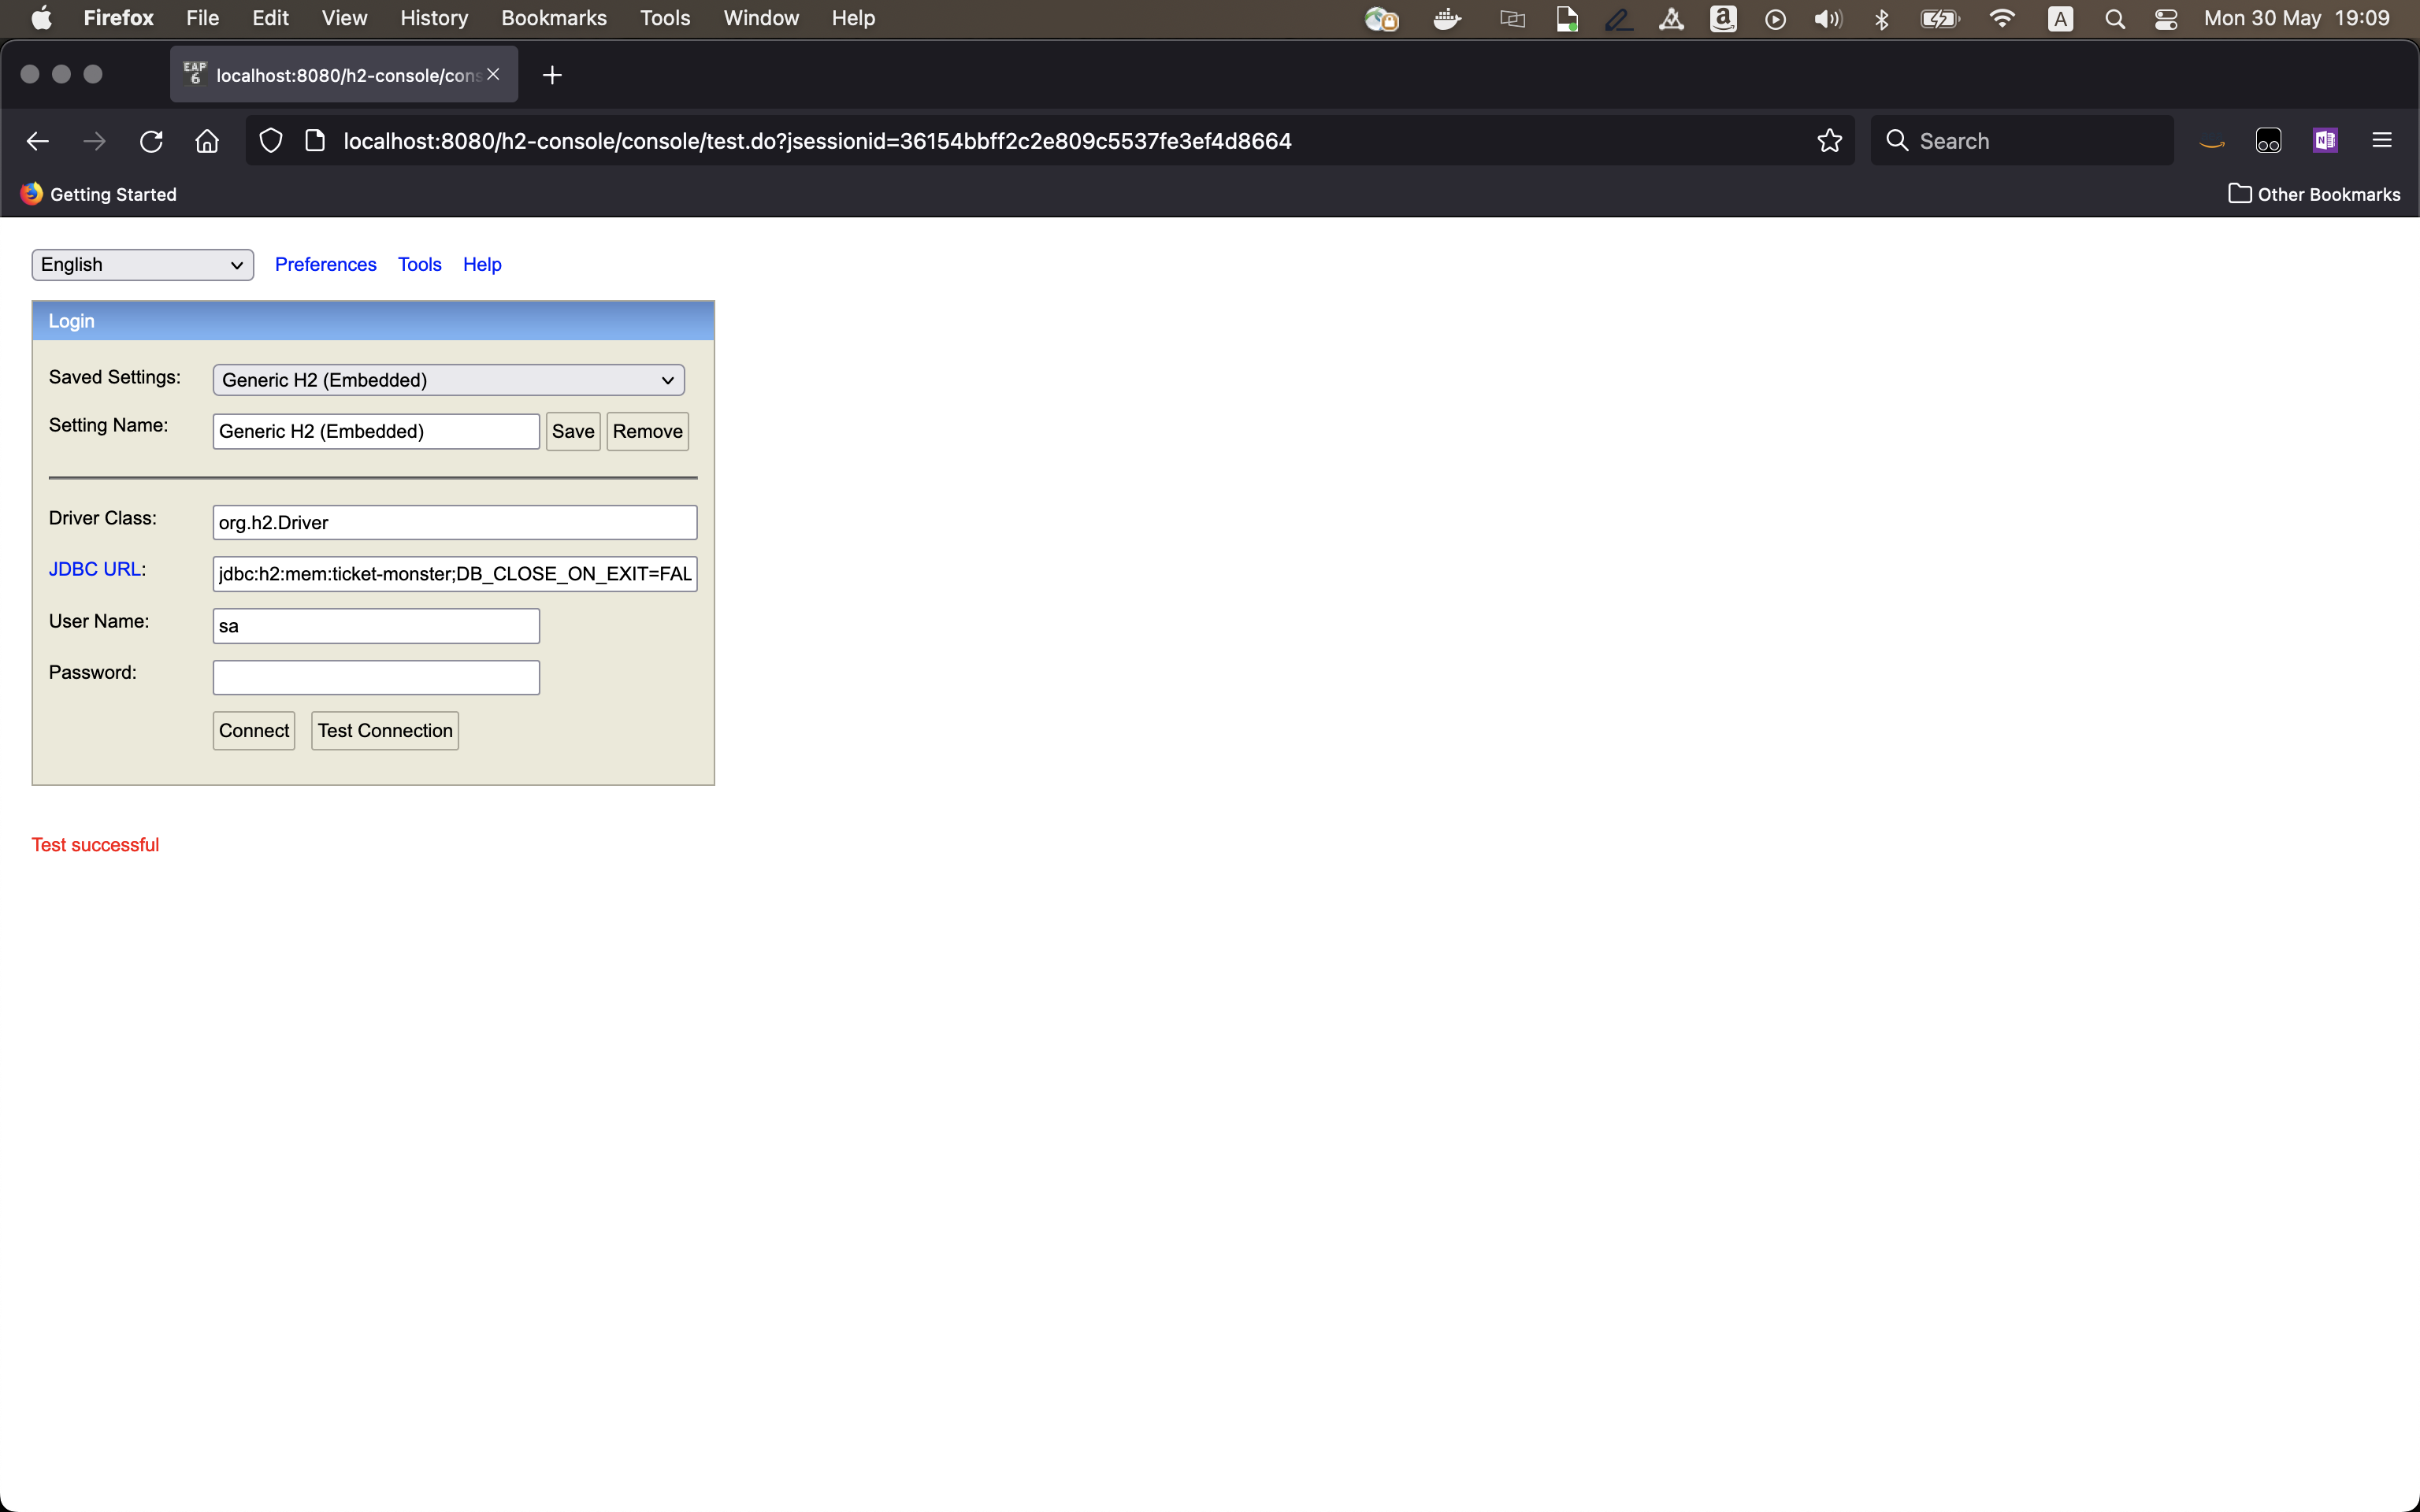 Firefox File Edit View History Bookmarks Tools Window Help A Mon 30 May 19:09
EAP 6 localhost:8080/h2-console/cons
localhost:8080/h2-console/console/test.do?jsessionid=36154bbff2c2e809c5537fe3ef4d8664 Search
Getting Started Other Bookmarks
English Preferences Tools Help
Login
Saved Settings: Generic H2 (Embedded)
Setting Name: Generic H2 (Embedded) Save Remove
Driver Class: org.h2.Driver
JDBC URL: jdbc:h2:mem:ticket-monster;DB_CLOSE_ON_EXIT=FAL
User Name: sa
Password:
Connect Test Connection
Test successful